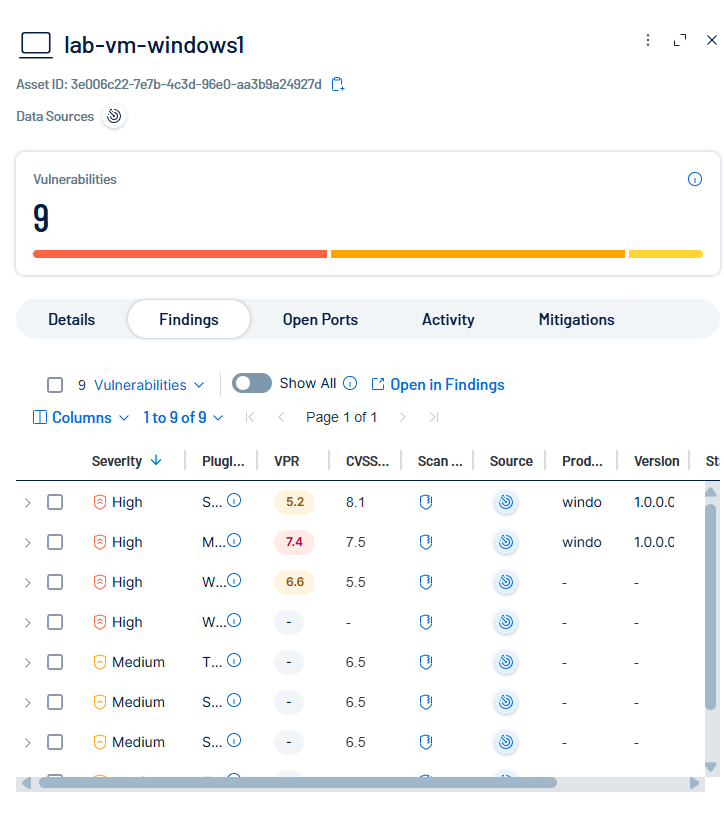 lab-vm-windows1
Asset ID: 3e006c22-7e7b-4c3d-96e0-aa3b9a24927d
Data Sources
Vulnerabilities
9
Details Findings Open Ports Activity Mitigations
9 Vulnerabilities Show All Open in Findings
Columns 1 to 9 of 9 Page 1 of 1
Severity Plugi... VPR CVSS... Scan ... Source Prod... Version St
High S... 5.2 8.1 windo 1.0.0.0
High M... 7.4 7.5 windo 1.0.0.0
High W... 6.6 5.5 - -
High W... - - - -
Medium T... - 6.5 - -
Medium S... - 6.5 - -
Medium S... - 6.5 - -